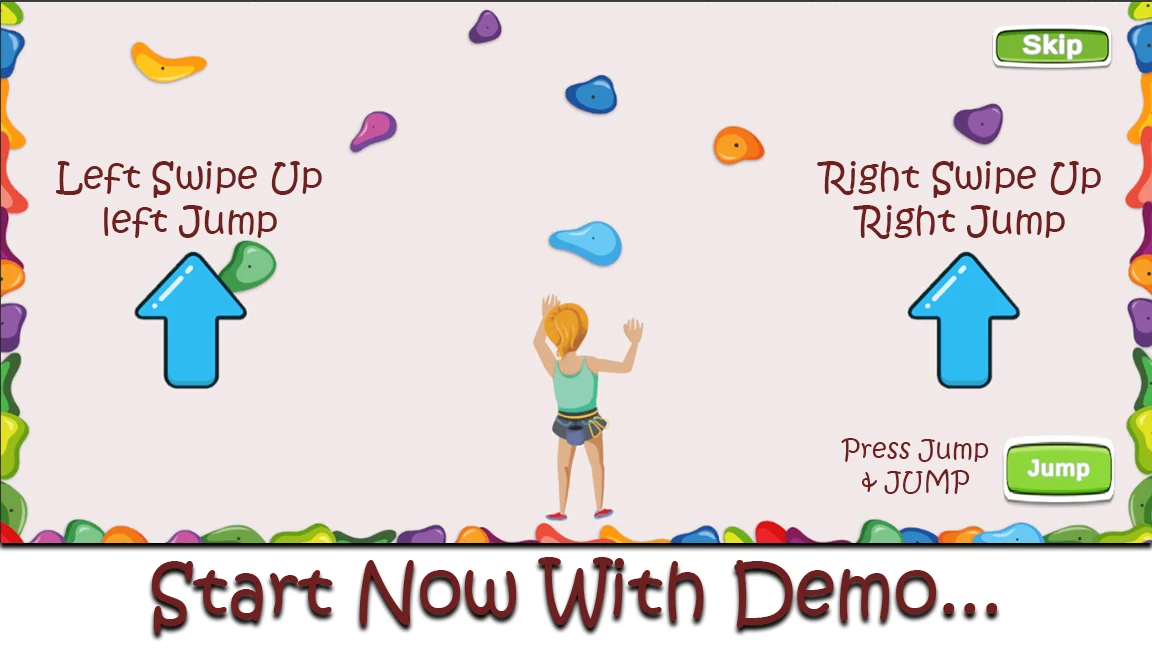 Skip
Left Swipe Up
left Jump
Right Swipe Up
Right Jump
Press Jump
& JUMP
Jump
Start Now With Demo...